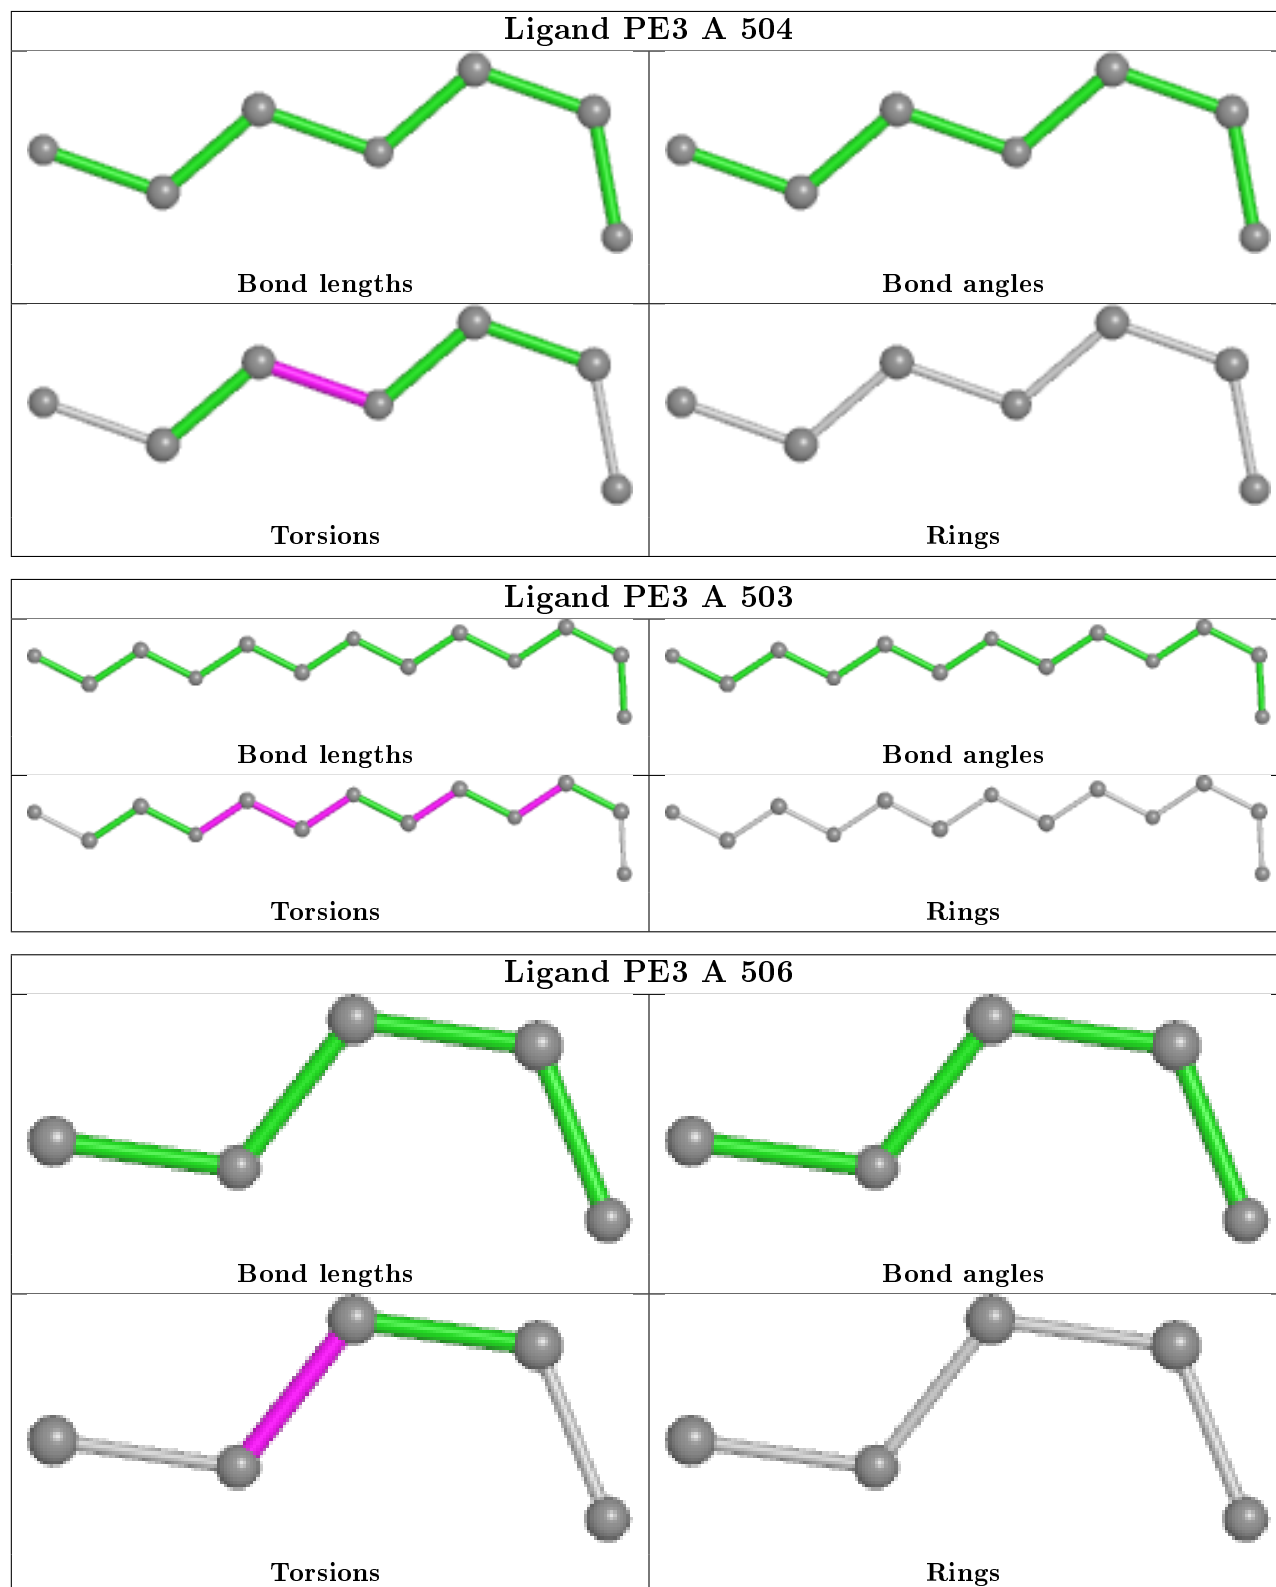 Ligand PE3 A 504
Bond lengths
Bond angles
Torsions
Rings
Ligand PE3 A 503
Bond lengths
Bond angles
Torsions
Rings
Ligand PE3 A 506
Bond lengths
Bond angles
Torsions
Rings